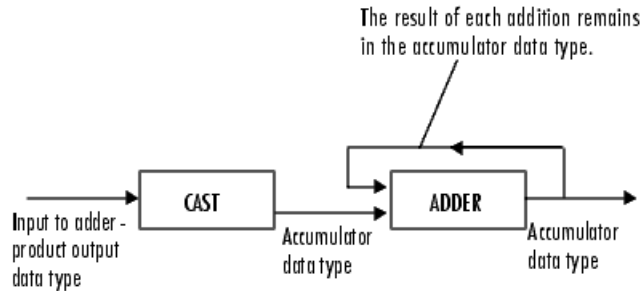 The result of each addition remains
in the accumulator data type.
CAST
ADDER
Input to adder -
product output
data type
Accumulator
data type
Accumulator
data type